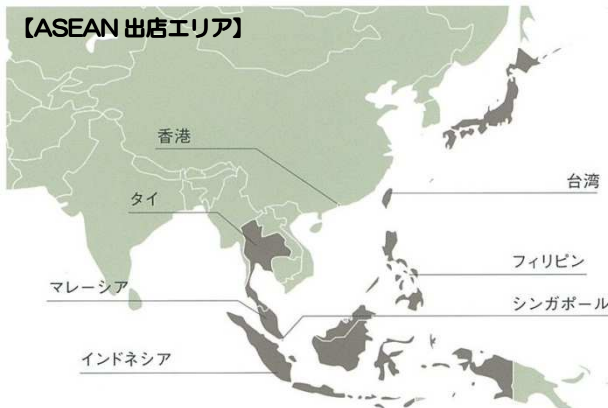 【ASEAN 出店エリア】
香港
タイ
台湾
フィリピン
マレーシア
シンガポール
インドネシア